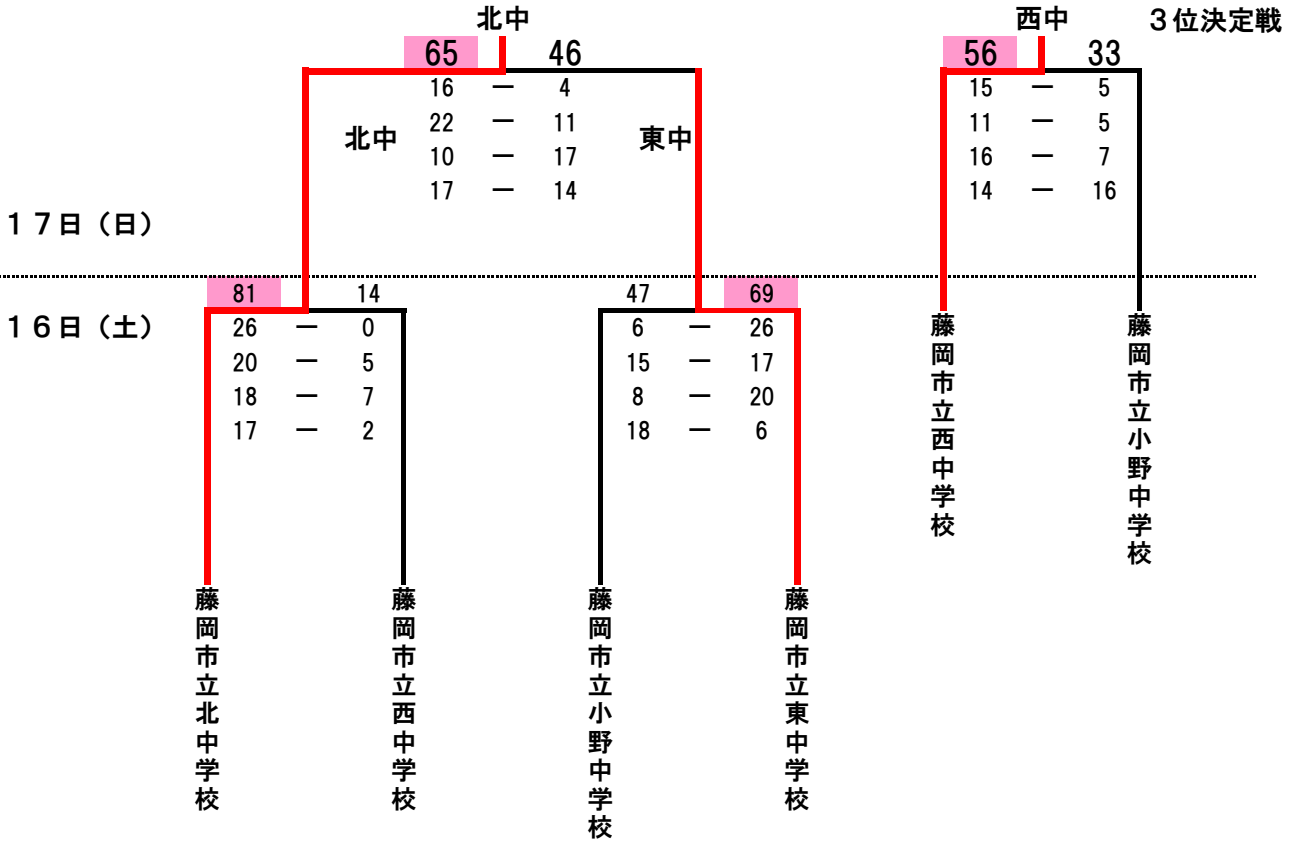 北中
西中
３位決定戦
65 46
56 33
16 ー 4
22 ー 11
10 ー 17
17 ー 14
北中
東中
15 ー 5
11 ー 5
16 ー 7
14 ー 16
１７日（日）
81 14
47 69
１６日（土）
26 ー 0
20 ー 5
18 ー 7
17 ー 2
6 ー 26
15 ー 17
8 ー 20
18 ー 6
藤岡市立西中学校
藤岡市立小野中学校
藤岡市立北中学校
藤岡市立西中学校
藤岡市立小野中学校
藤岡市立東中学校